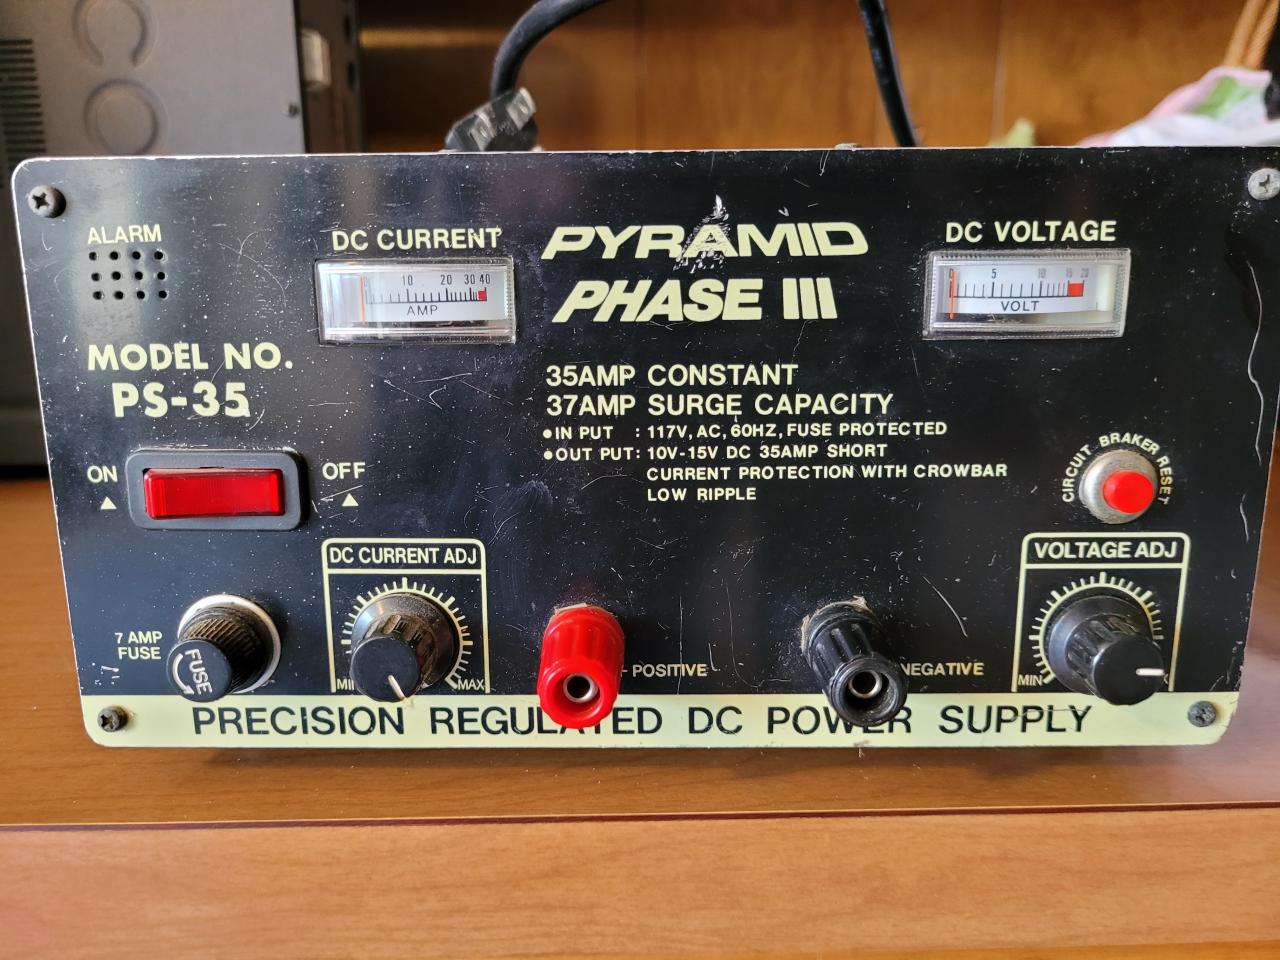 ALARM
DC CURRENT
0 10 20 30 40
AMP
PYRAMID
PHASE III
DC VOLTAGE
0 5 10 15 20
VOLT
MODEL NO.
PS-35
35AMP CONSTANT
37AMP SURGE CAPACITY
•IN PUT : 117V, AC, 60HZ, FUSE PROTECTED
•OUT PUT: 10V-15V DC 35AMP SHORT
CURRENT PROTECTION WITH CROWBAR
LOW RIPPLE
ON
▲
OFF
▲
CIRCUIT BRAKER RESET
DC CURRENT ADJ
MIN MAX
VOLTAGE ADJ
MIN
7 AMP
FUSE
FUSE
POSITIVE
NEGATIVE
PRECISION REGULATED DC POWER SUPPLY